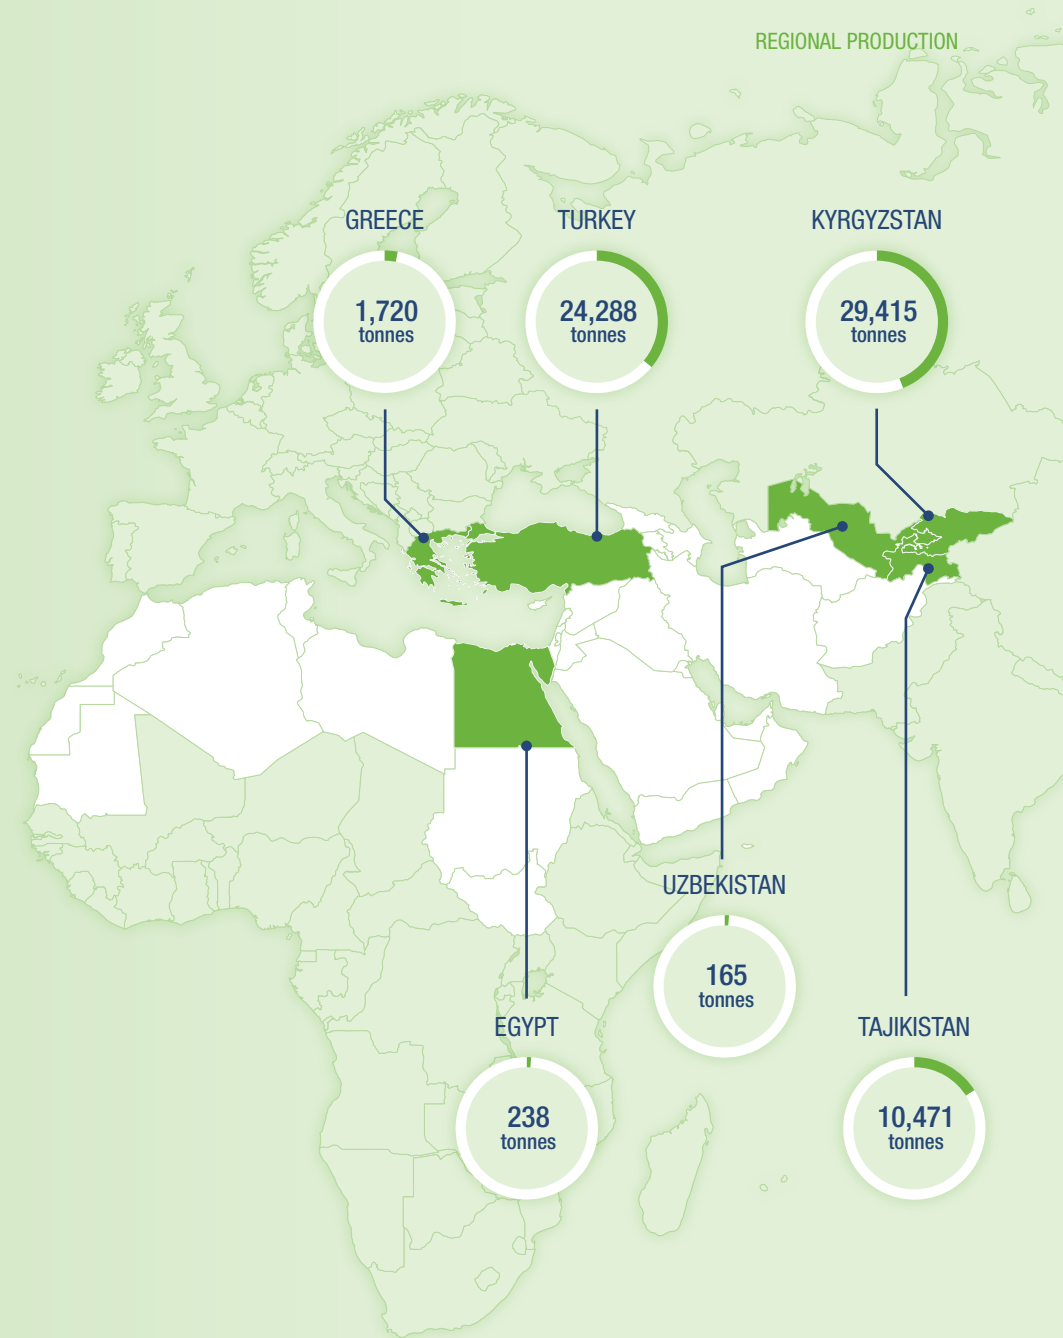 REGIONAL PRODUCTION
GREECE
1,720
tonnes
TURKEY
24,288
tonnes
KYRGYZSTAN
29,415
tonnes
UZBEKISTAN
165
tonnes
EGYPT
238
tonnes
TAJIKISTAN
10,471
tonnes